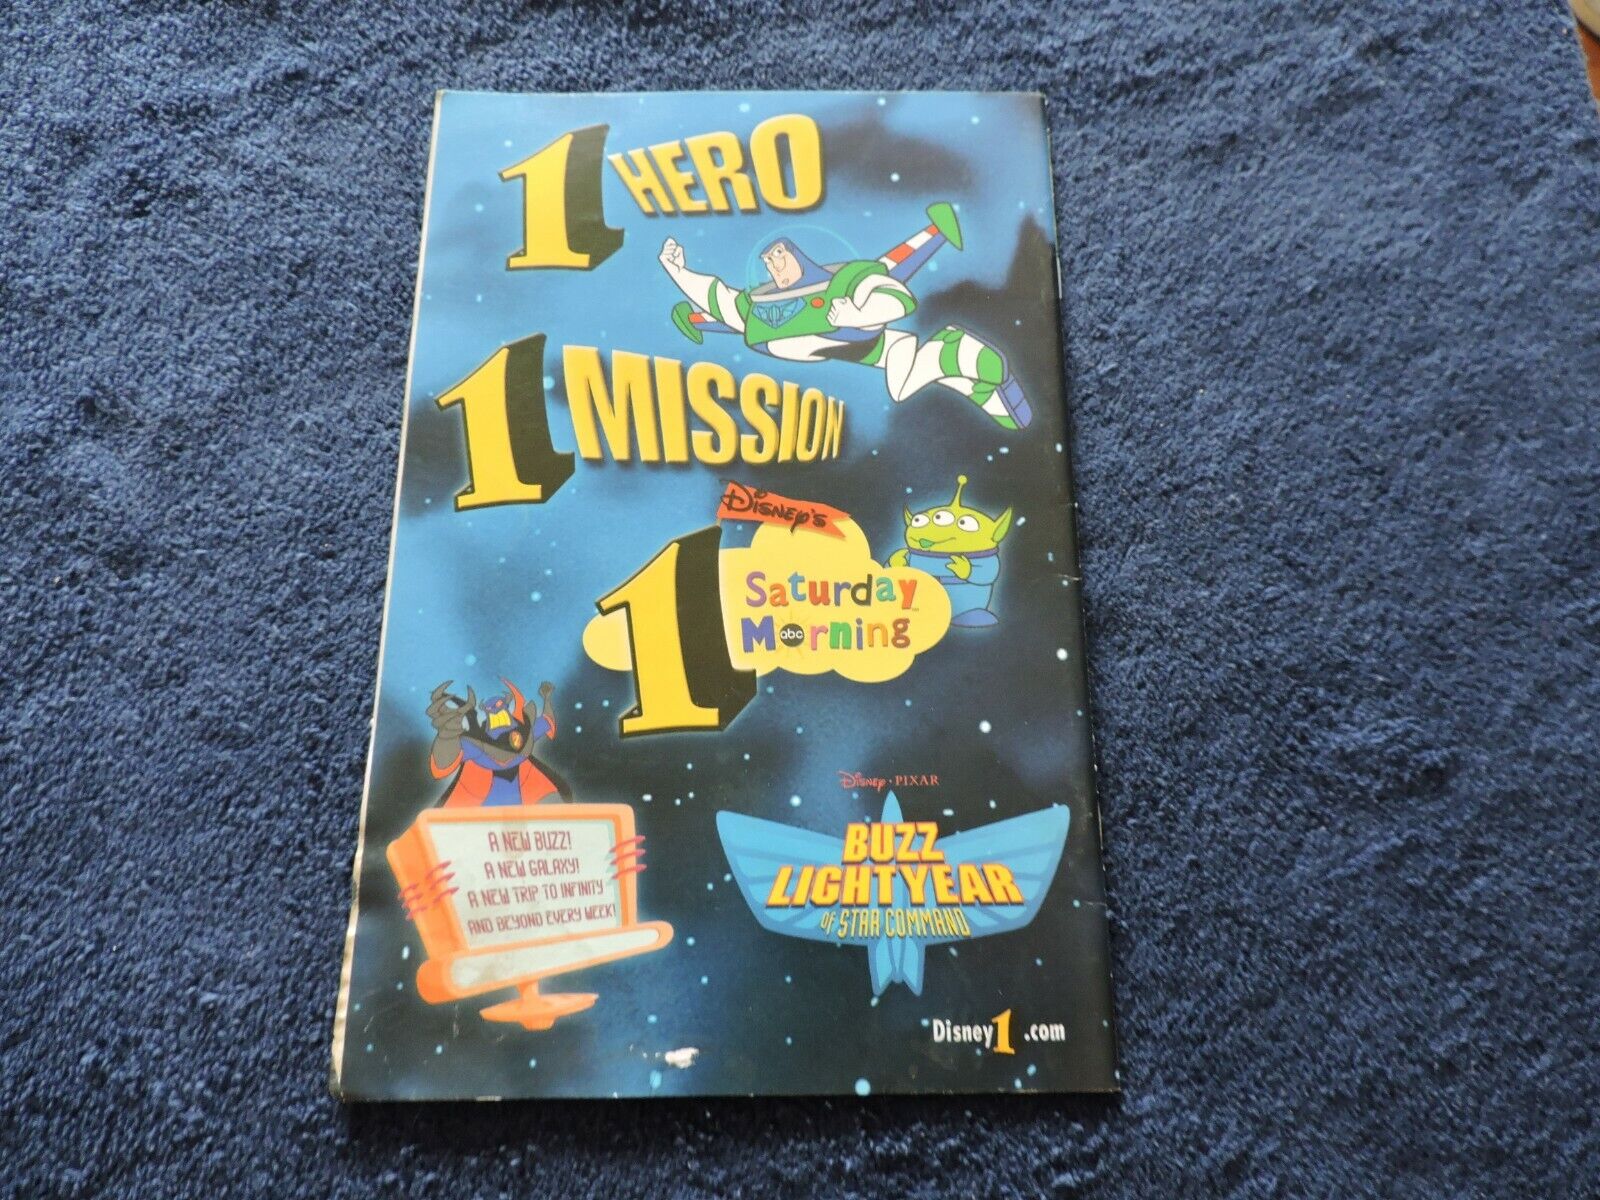 1 HERO
1 MISSION
DISNEY'S
1 Saturday
Morning
abc
A NEW BUZZ!
A NEW GALAXY!
A NEW TRIP TO INFINITY
AND BEYOND EVERY WEEK!
DISNEY · PIXAR
BUZZ
LIGHTYEAR
of STAR COMMAND
Disney1.com